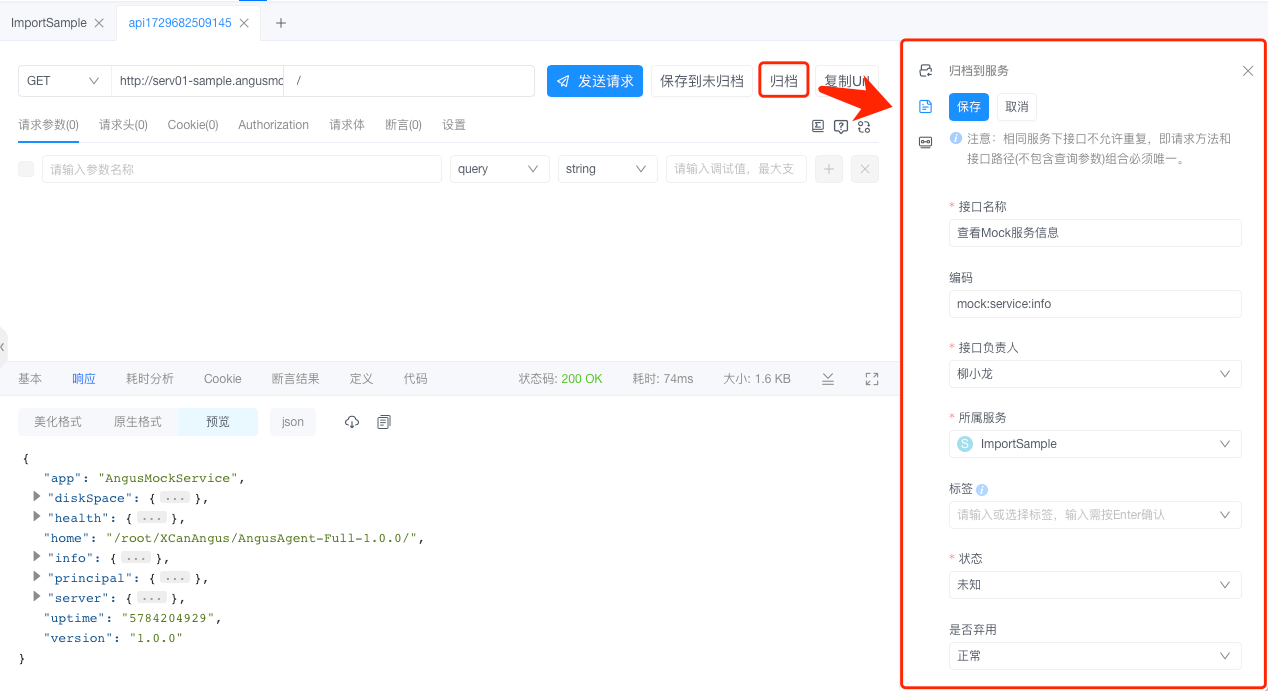 ImportSample
api1729682509145
GET
http://serv01-sample.angusmo
/
发送请求
保存到未归档
归档
复制Url
请求参数(0)
请求头(0)
Cookie(0)
Authorization
请求体
断言(0)
设置
请输入参数名称
query
string
请输入调试值，最大支
基本
响应
耗时分析
Cookie
断言结果
定义
代码
状态码: 200 OK
耗时: 74ms
大小: 1.6 KB
美化格式
原生格式
预览
json
{
"app": "AngusMockService",
"diskSpace": { ... },
"health": { ... },
"home": "/root/XCanAngus/AngusAgent-Full-1.0.0/",
"info": { ... },
"principal": { ... },
"server": { ... },
"uptime": "5784204929",
"version": "1.0.0"
}
归档到服务
保存
取消
注意：相同服务下接口不允许重复，即请求方法和
接口路径(不包含查询参数)组合必须唯一。
* 接口名称
查看Mock服务信息
编码
mock:service:info
* 接口负责人
柳小龙
* 所属服务
S ImportSample
标签
请输入或选择标签，输入需按Enter确认
* 状态
未知
是否弃用
正常